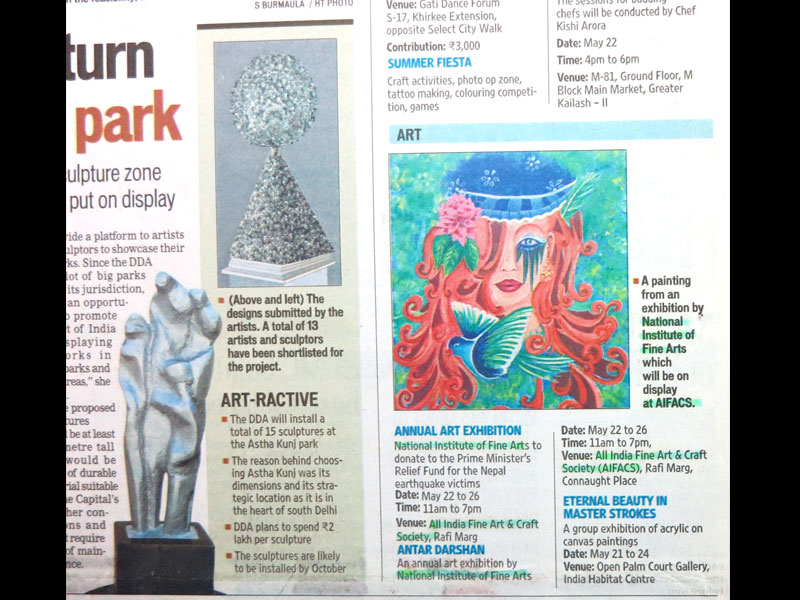 S BURMAULA / HT PHOTO
turn
park
culpture zone
put on display
ride a platform to artists
ulptors to showcase their
rks. Since the DDA
lot of big parks
its jurisdiction,
an opportu-
promote
t of India
splaying
orks in
parks and
reas," she
proposed
tures
be at least
metre tall
would be
of durable
rial suitable
e Capital's
her con-
ons and
require
of main-
nce.
(Above and left) The
designs submitted by the
artists. A total of 13
artists and sculptors
have been shortlisted for
the project.
ART-RACTIVE
The DDA will install a
total of 15 sculptures at
the Astha Kunj park
The reason behind choos-
ing Astha Kunj was its
dimensions and its stra-
tegic location as it is in
the heart of south Delhi
DDA plans to spend ₹2
lakh per sculpture
The sculptures are likely
to be installed by October
Venue: Gati Dance Forum
S-17, Khirkee Extension,
opposite Select City Walk
Contribution: ₹3,000
SUMMER FIESTA
Craft activities, photo op zone,
tattoo making, colouring competi-
tion, games
The sessions for budding
chefs will be conducted by Chef
Kishi Arora
Date: May 22
Time: 4pm to 6pm
Venue: M-81, Ground Floor, M
Block Main Market, Greater
Kailash – II
ART
A painting
from an
exhibition by
National
Institute of
Fine Arts
which
will be on
display
at AIFACS.
ANNUAL ART EXHIBITION
National Institute of Fine Arts to
donate to the Prime Minister's
Relief Fund for the Nepal
earthquake victims
Date: May 22 to 26
Time: 11am to 7pm
Venue: All India Fine Art & Craft
Society, Rafi Marg
ANTAR DARSHAN
An annual art exhibition by
National Institute of Fine Arts
Date: May 22 to 26
Time: 11am to 7pm,
Venue: All India Fine Art & Craft
Society (AIFACS), Rafi Marg,
Connaught Place
ETERNAL BEAUTY IN
MASTER STROKES
A group exhibition of acrylic on
canvas paintings
Date: May 21 to 24
Venue: Open Palm Court Gallery,
India Habitat Centre